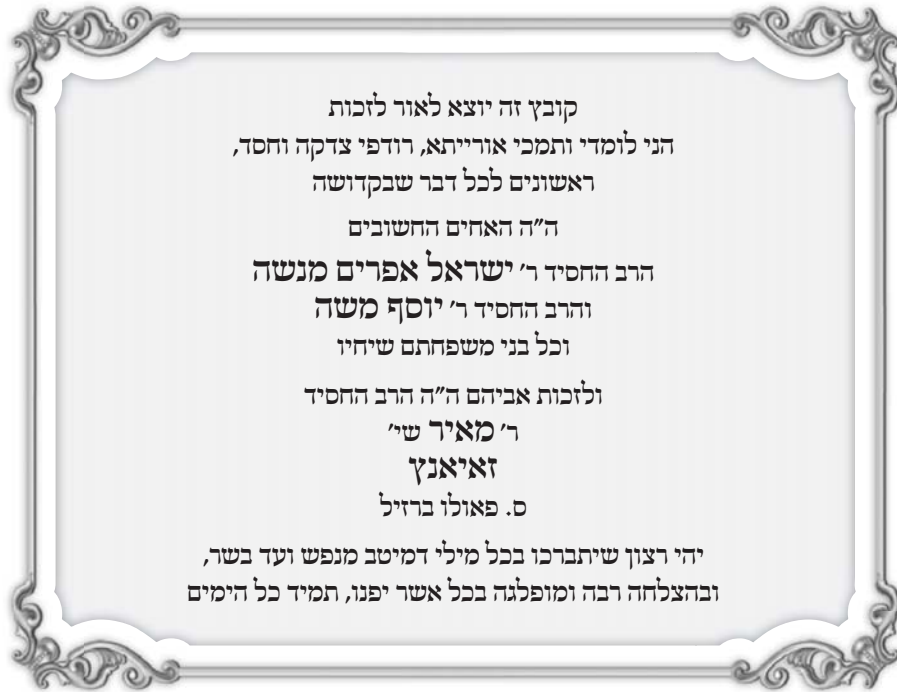 קובץ זה יוצא לאור לזכות
הני לומדי ותמכי אורייתא, רודפי צדקה וחסד,
ראשונים לכל דבר שבקדושה
ה״ה האחים החשובים
הרב החסיד ר׳ ישראל אפרים מנשה
והרב החסיד ר׳ יוסף משה
וכל בני משפחתם שיחיו
ולזכות אביהם ה״ה הרב החסיד
ר׳ מאיר שי׳
זאיאנץ
ס. פאולו ברזיל
יהי רצון שיתברכו בכל מילי דמיטב מנפש ועד בשר,
ובהצלחה רבה ומופלגה בכל אשר יפנו, תמיד כל הימים